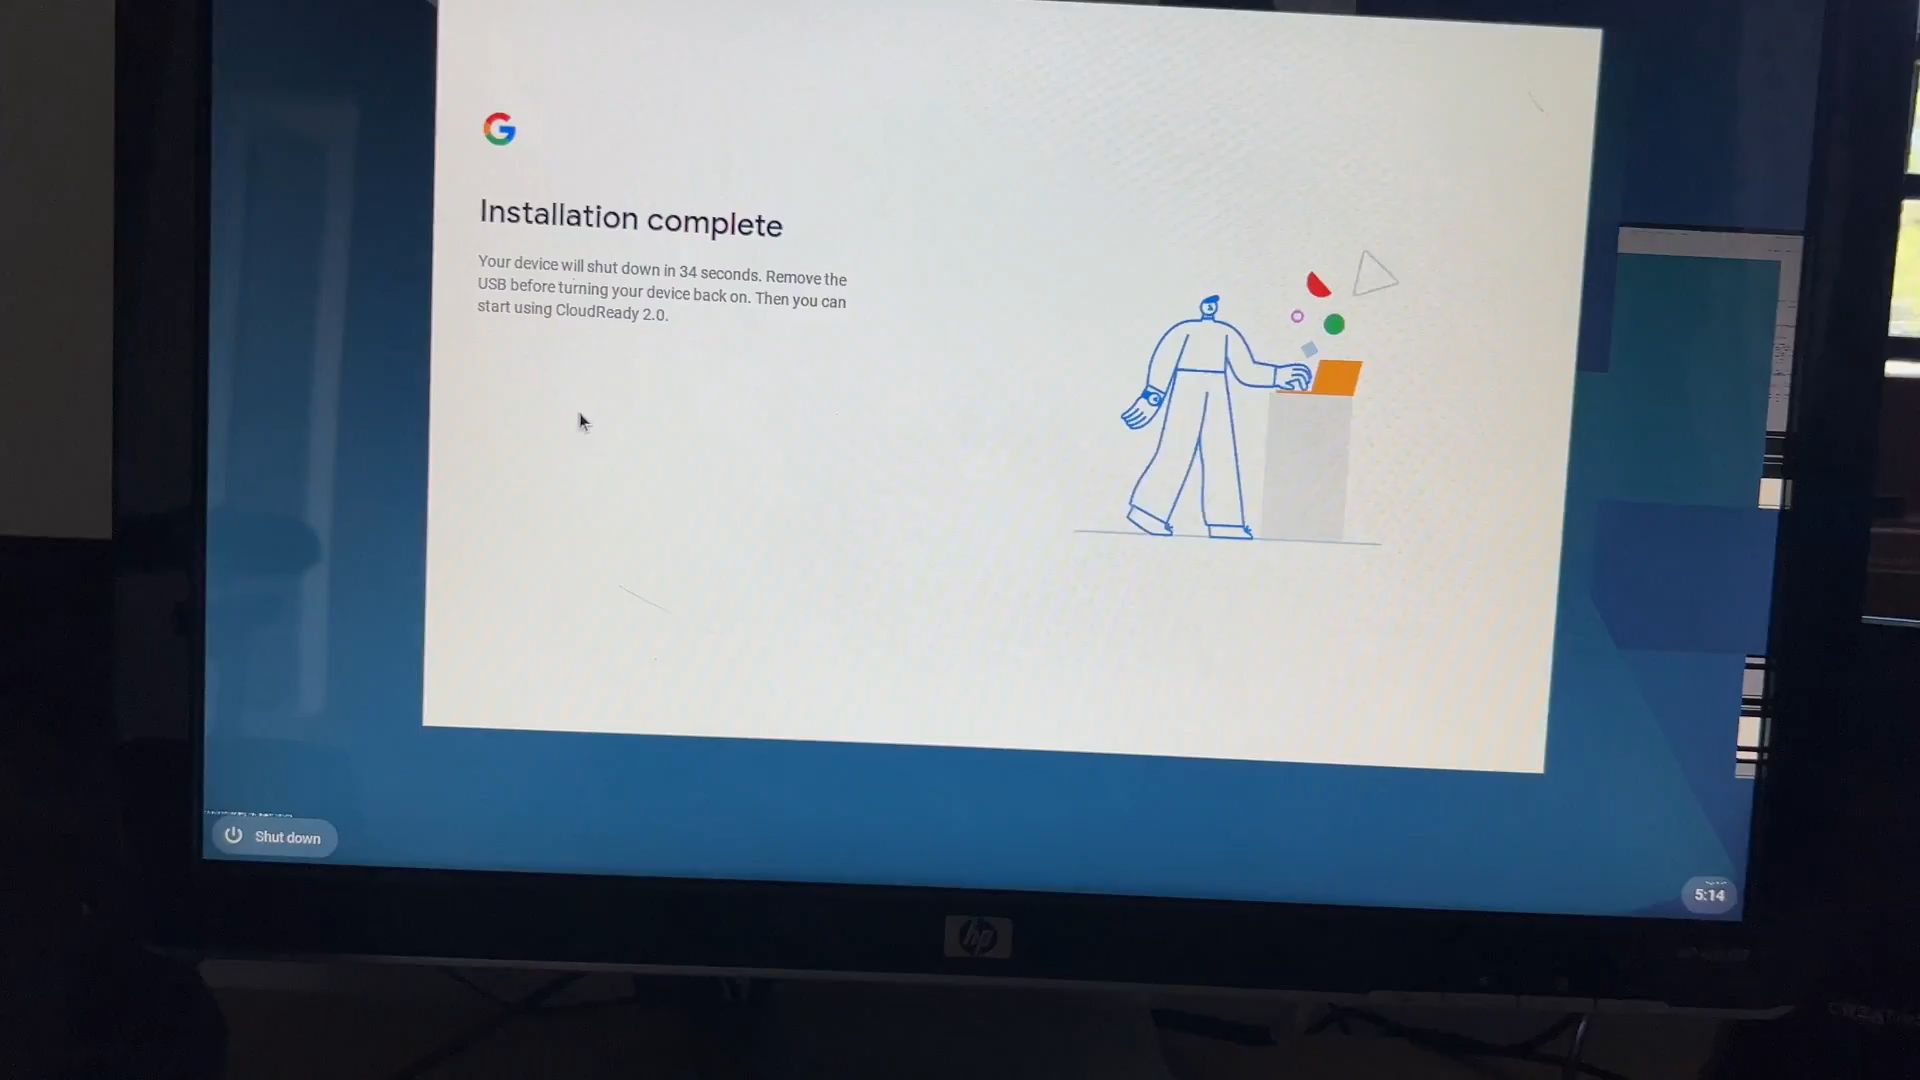 Installation complete
Your device will shut down in 34 seconds. Remove the
USB before turning your device back on. Then you can
start using CloudReady 2.0.
Shut down
5:14
hp